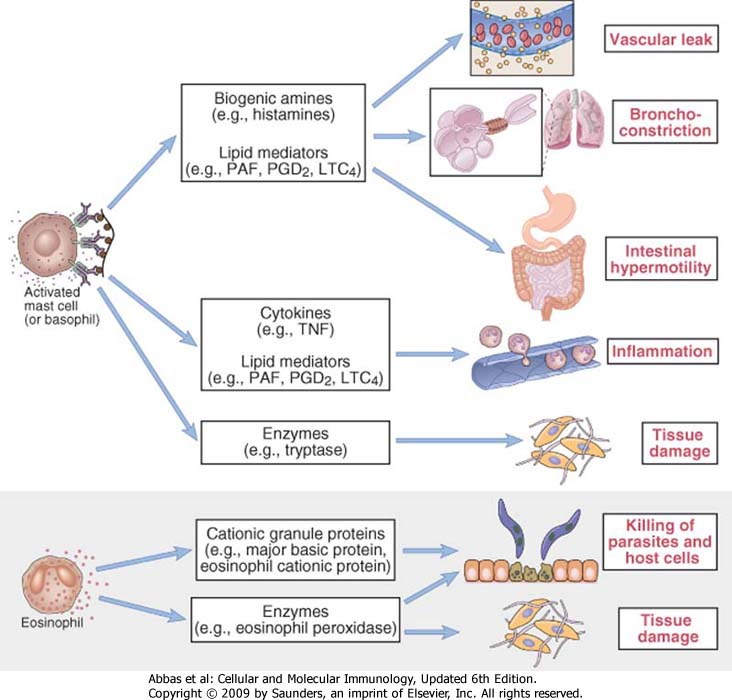 Vascular leak
Biogenic amines
(e.g., histamines)
Lipid mediators
(e.g., PAF, PGD₂, LTC₄)
Broncho-
constriction
Intestinal
hypermotility
Activated
mast cell
(or basophil)
Cytokines
(e.g., TNF)
Lipid mediators
(e.g., PAF, PGD₂, LTC₄)
Inflammation
Enzymes
(e.g., tryptase)
Tissue
damage
Cationic granule proteins
(e.g., major basic protein,
eosinophil cationic protein)
Killing of
parasites and
host cells
Eosinophil
Enzymes
(e.g., eosinophil peroxidase)
Tissue
damage
Abbas et al: Cellular and Molecular Immunology, Updated 6th Edition.
Copyright © 2009 by Saunders, an imprint of Elsevier, Inc. All rights reserved.